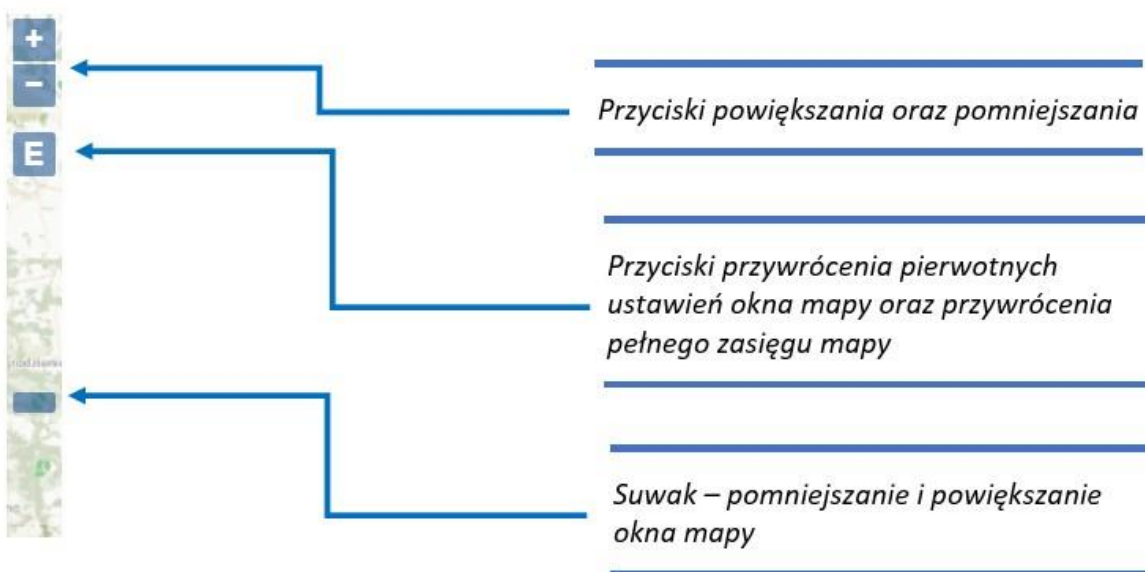 +
−
Przyciski powiększania oraz pomniejszania
E
Przyciski przywrócenia pierwotnych
ustawień okna mapy oraz przywrócenia
pełnego zasięgu mapy
Suwak – pomniejszanie i powiększanie
okna mapy